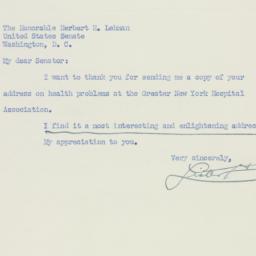 The Honorable Herbert H. Lehman
United States Senate
Washington, D. C.
My dear Senator:
I want to thank you for sending me a copy of your
address on health problems at the Greater New York Hospital
Association.
I find it a most interesting and enlightening addres
My appreciation to you.
Very sincerely,